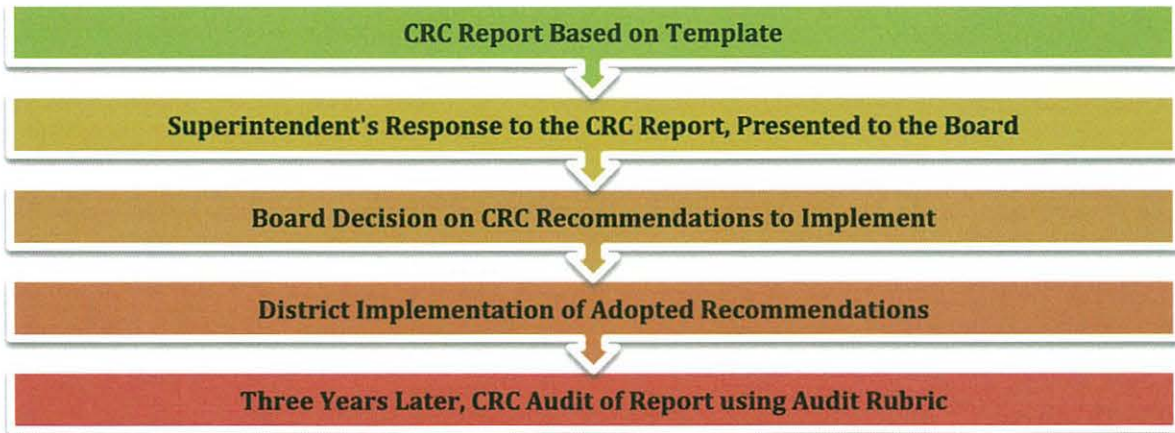 CRC Report Based on Template
Superintendent's Response to the CRC Report, Presented to the Board
Board Decision on CRC Recommendations to Implement
District Implementation of Adopted Recommendations
Three Years Later, CRC Audit of Report using Audit Rubric